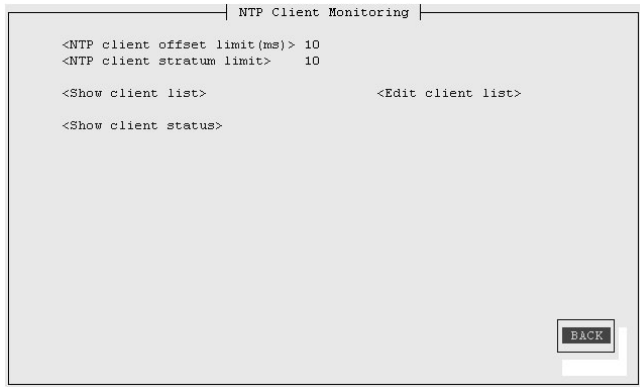 NTP Client Monitoring
<NTP client offset limit(ms)> 10
<NTP client stratum limit> 10
<Show client list> <Edit client list>
<Show client status>
BACK